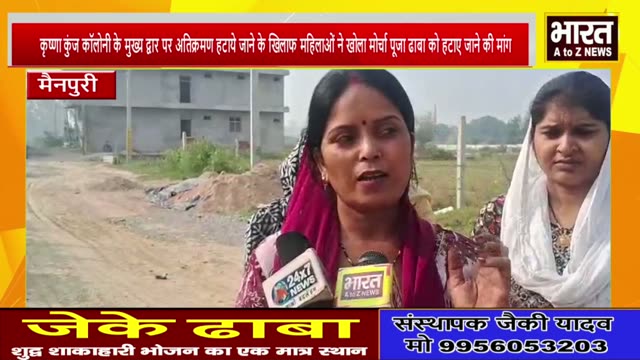 कृष्णा कुंज कॉलोनी के मुख्य द्वार पर अतिक्रमण हटाये जाने के खिलाफ महिलाओं ने खोला मोर्चा पूजा ढाबा को हटाए जाने की मांग
भारत
A to Z NEWS
मैनपुरी
24x7
NEWS
भारत
A TO Z NEWS
जेके ढाबा
शुद्ध शाकाहारी भोजन का एक मात्र स्थान
संस्थापक जैकी यादव
मो 9956053203